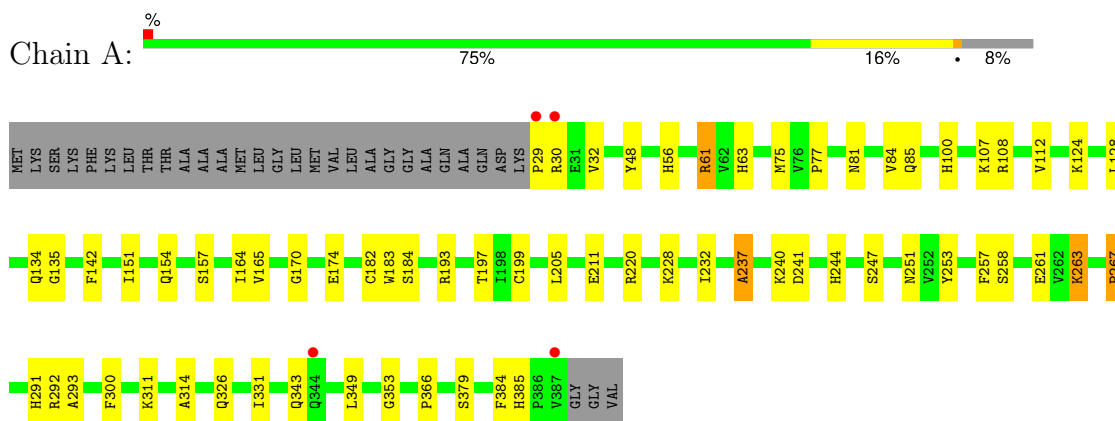 %
Chain A:
75% 16% • 8%
MET LYS SER LYS PHE LYS LEU THR THR ALA ALA ALA MET LEU GLY LEU MET VAL LEU ALA GLY GLY ALA GLN ALA GLN ASP LYS P29 R30 E31 V32 Y48 H56 R61 V62 H63 M75 V76 P77 N81 V84 Q85 H100 K107 R108 V112 K124 L128
Q134 G135 F142 I151 Q154 S157 I164 V165 G170 E174 C182 W183 S184 R193 T197 I198 C199 L205 E211 R220 K228 I232 A237 K240 D241 H244 S247 N251 V252 Y253 F257 S258 E261 V262 K263
H291 R292 A293 F300 K311 A314 Q326 I331 Q343 Q344 L349 G353 P366 S379 F384 H385 P386 V387 GLY GLY VAL